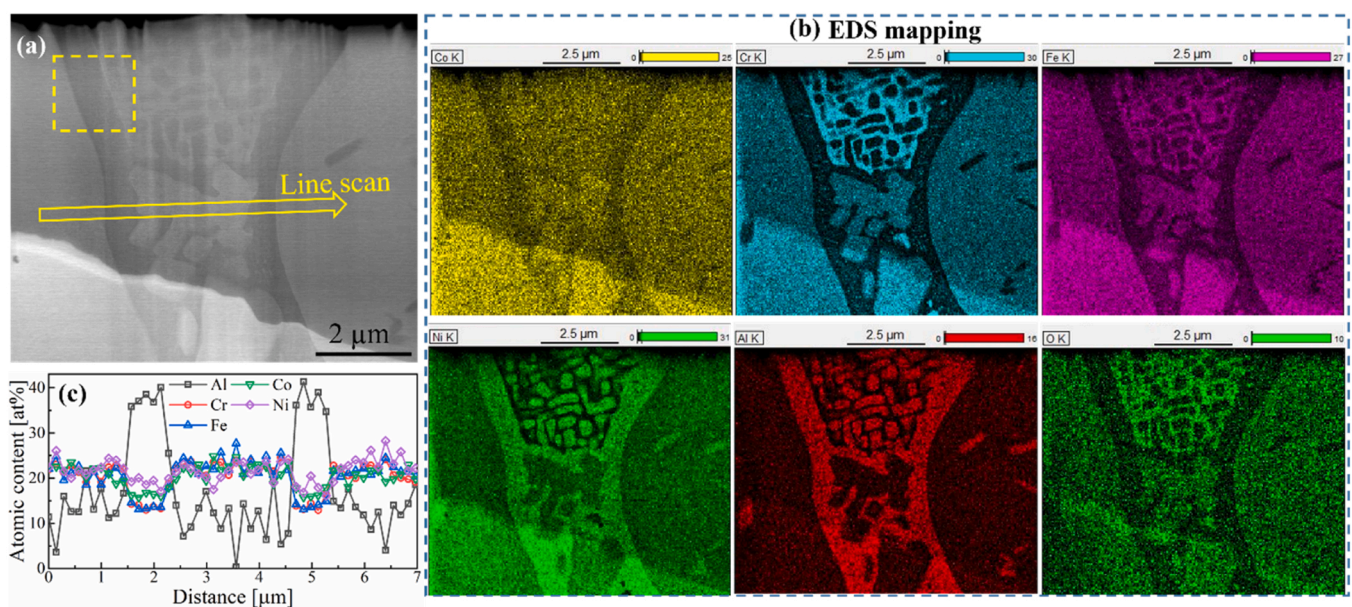 (a)
Line scan
2 μm
(b) EDS mapping
Co K 2.5 μm 0 25
Cr K 2.5 μm 0 30
Fe K 2.5 μm 0 27
Ni K 2.5 μm 0 31
Al K 2.5 μm 0 16
O K 2.5 μm 0 10
(c)
Al Co
Cr Ni
Fe
Atomic content [at%]
40
30
20
10
0
0 1 2 3 4 5 6 7
Distance [μm]